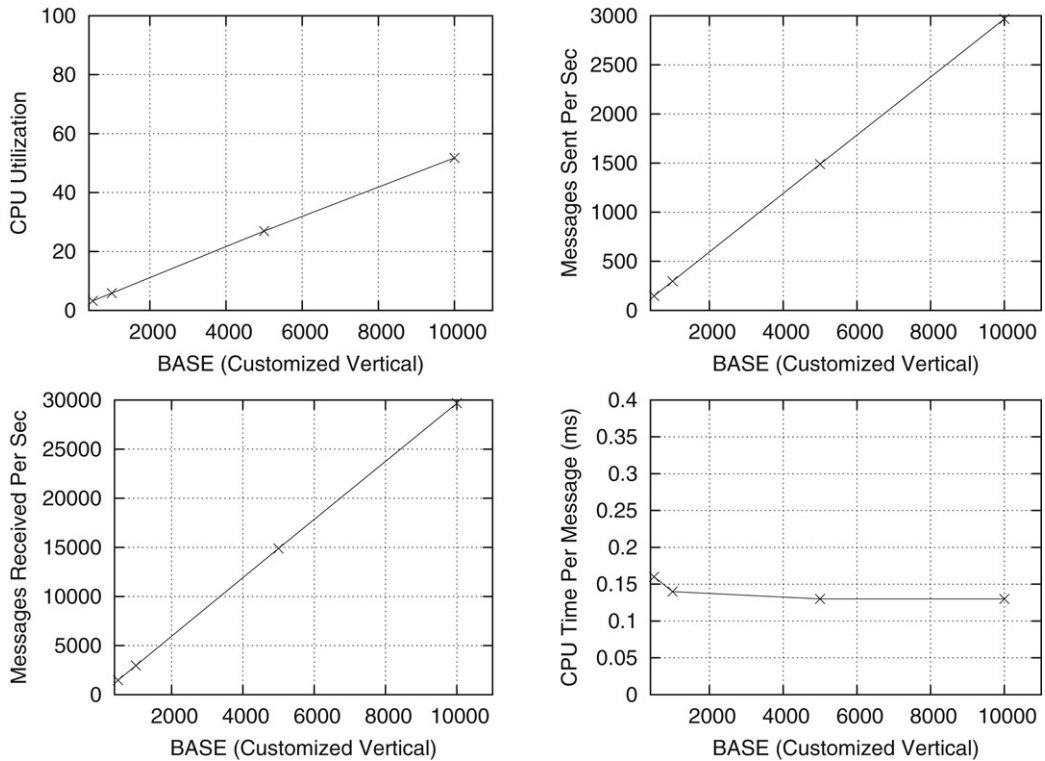 CPU Utilization
100
80
60
40
20
0
2000 4000 6000 8000 10000
BASE (Customized Vertical)
Messages Sent Per Sec
3000
2500
2000
1500
1000
500
0
2000 4000 6000 8000 10000
BASE (Customized Vertical)
Messages Received Per Sec
30000
25000
20000
15000
10000
5000
0
2000 4000 6000 8000 10000
BASE (Customized Vertical)
CPU Time Per Message (ms)
0.4
0.35
0.3
0.25
0.2
0.15
0.1
0.05
0
2000 4000 6000 8000 10000
BASE (Customized Vertical)